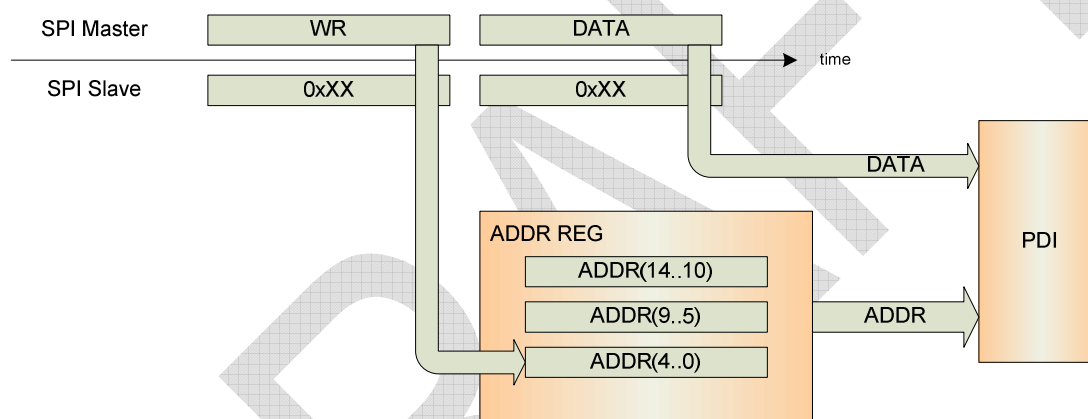 SPI Master WR DATA
time
SPI Slave 0xXX 0xXX
DATA
ADDR REG
PDI
ADDR(14..10)
ADDR(9..5) ADDR
ADDR(4..0)